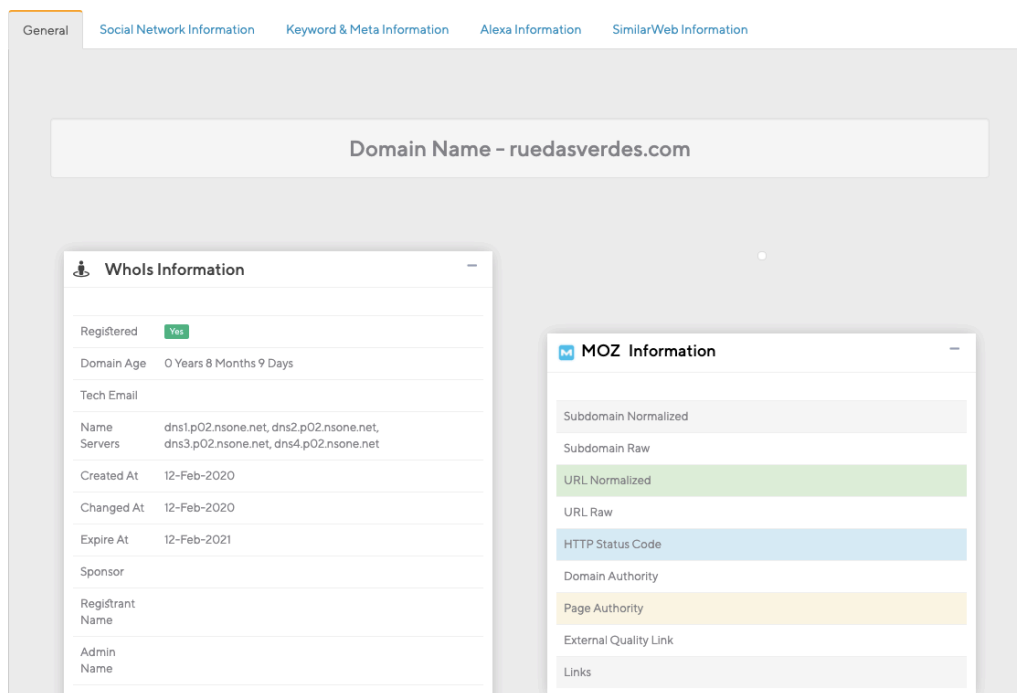 General Social Network Information Keyword & Meta Information Alexa Information SimilarWeb Information
Domain Name - ruedasverdes.com
WhoIs Information
Registered Yes
Domain Age 0 Years 8 Months 9 Days
Tech Email
Name Servers dns1.p02.nsone.net, dns2.p02.nsone.net,
dns3.p02.nsone.net, dns4.p02.nsone.net
Created At 12-Feb-2020
Changed At 12-Feb-2020
Expire At 12-Feb-2021
Sponsor
Registrant
Name
Admin
Name
MOZ Information
Subdomain Normalized
Subdomain Raw
URL Normalized
URL Raw
HTTP Status Code
Domain Authority
Page Authority
External Quality Link
Links